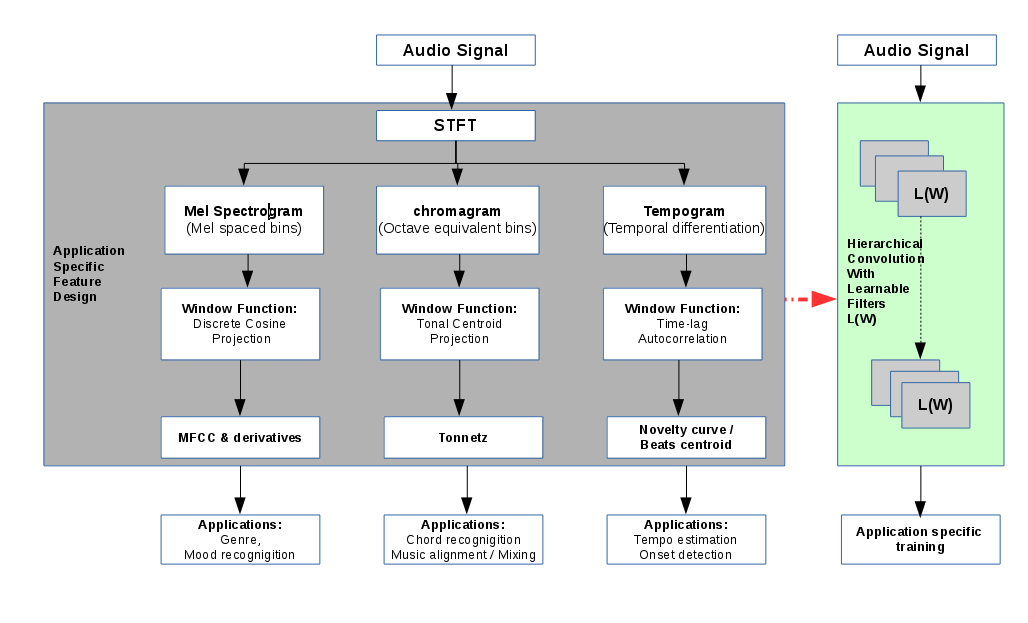 Audio Signal
STFT
Mel Spectrogram
(Mel spaced bins)
chromagram
(Octave equivalent bins)
Tempogram
(Temporal differentiation)
Application
Specific
Feature
Design
Window Function:
Discrete Cosine
Projection
Window Function:
Tonal Centroid
Projection
Window Function:
Time-lag
Autocorrelation
MFCC & derivatives
Tonnetz
Novelty curve /
Beats centroid
Applications:
Genre,
Mood recognigition
Applications:
Chord recognigition
Music alignment / Mixing
Applications:
Tempo estimation
Onset detection
Audio Signal
L(W)
Hierarchical
Convolution
With
Learnable
Filters
L(W)
L(W)
Application specific
training